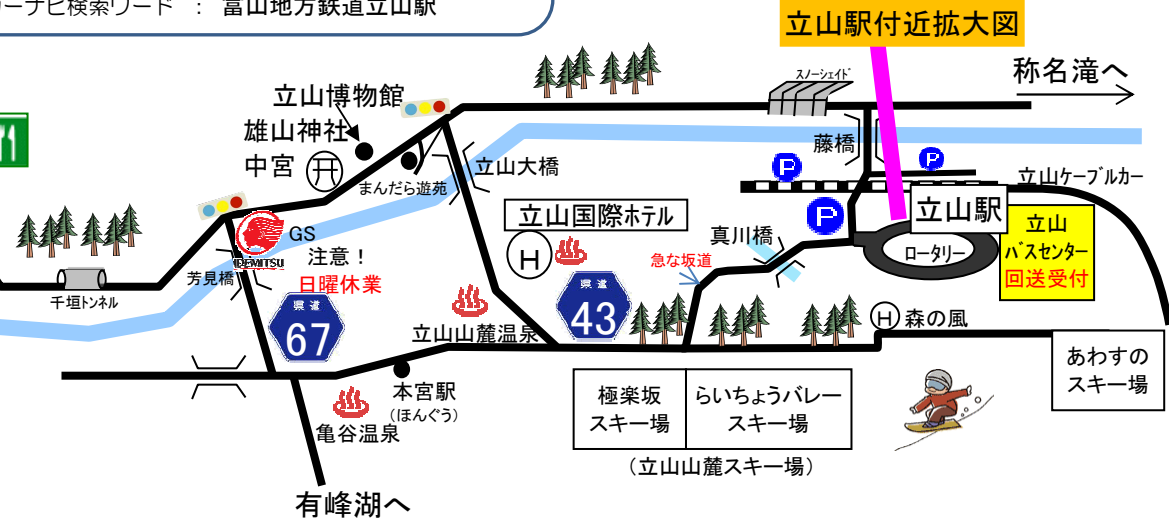 カーナビ検索ワード : 富山地方鉄道立山駅
立山駅付近拡大図
スノーシェイド
称名滝へ
立山博物館
雄山神社
中宮
まんだら遊苑
立山大橋
藤橋
P
P
P
立山ケーブルカー
立山国際ホテル
H
立山駅
ロータリー
立山
バスセンター
回送受付
真川橋
急な坂道
GS
IDEMITSU
注意！
日曜休業
芳見橋
千垣トンネル
県道
67
県道
43
立山山麓温泉
H 森の風
本宮駅
(ほんぐう)
亀谷温泉
極楽坂
スキー場
らいちょうバレー
スキー場
(立山山麓スキー場)
あわすの
スキー場
有峰湖へ